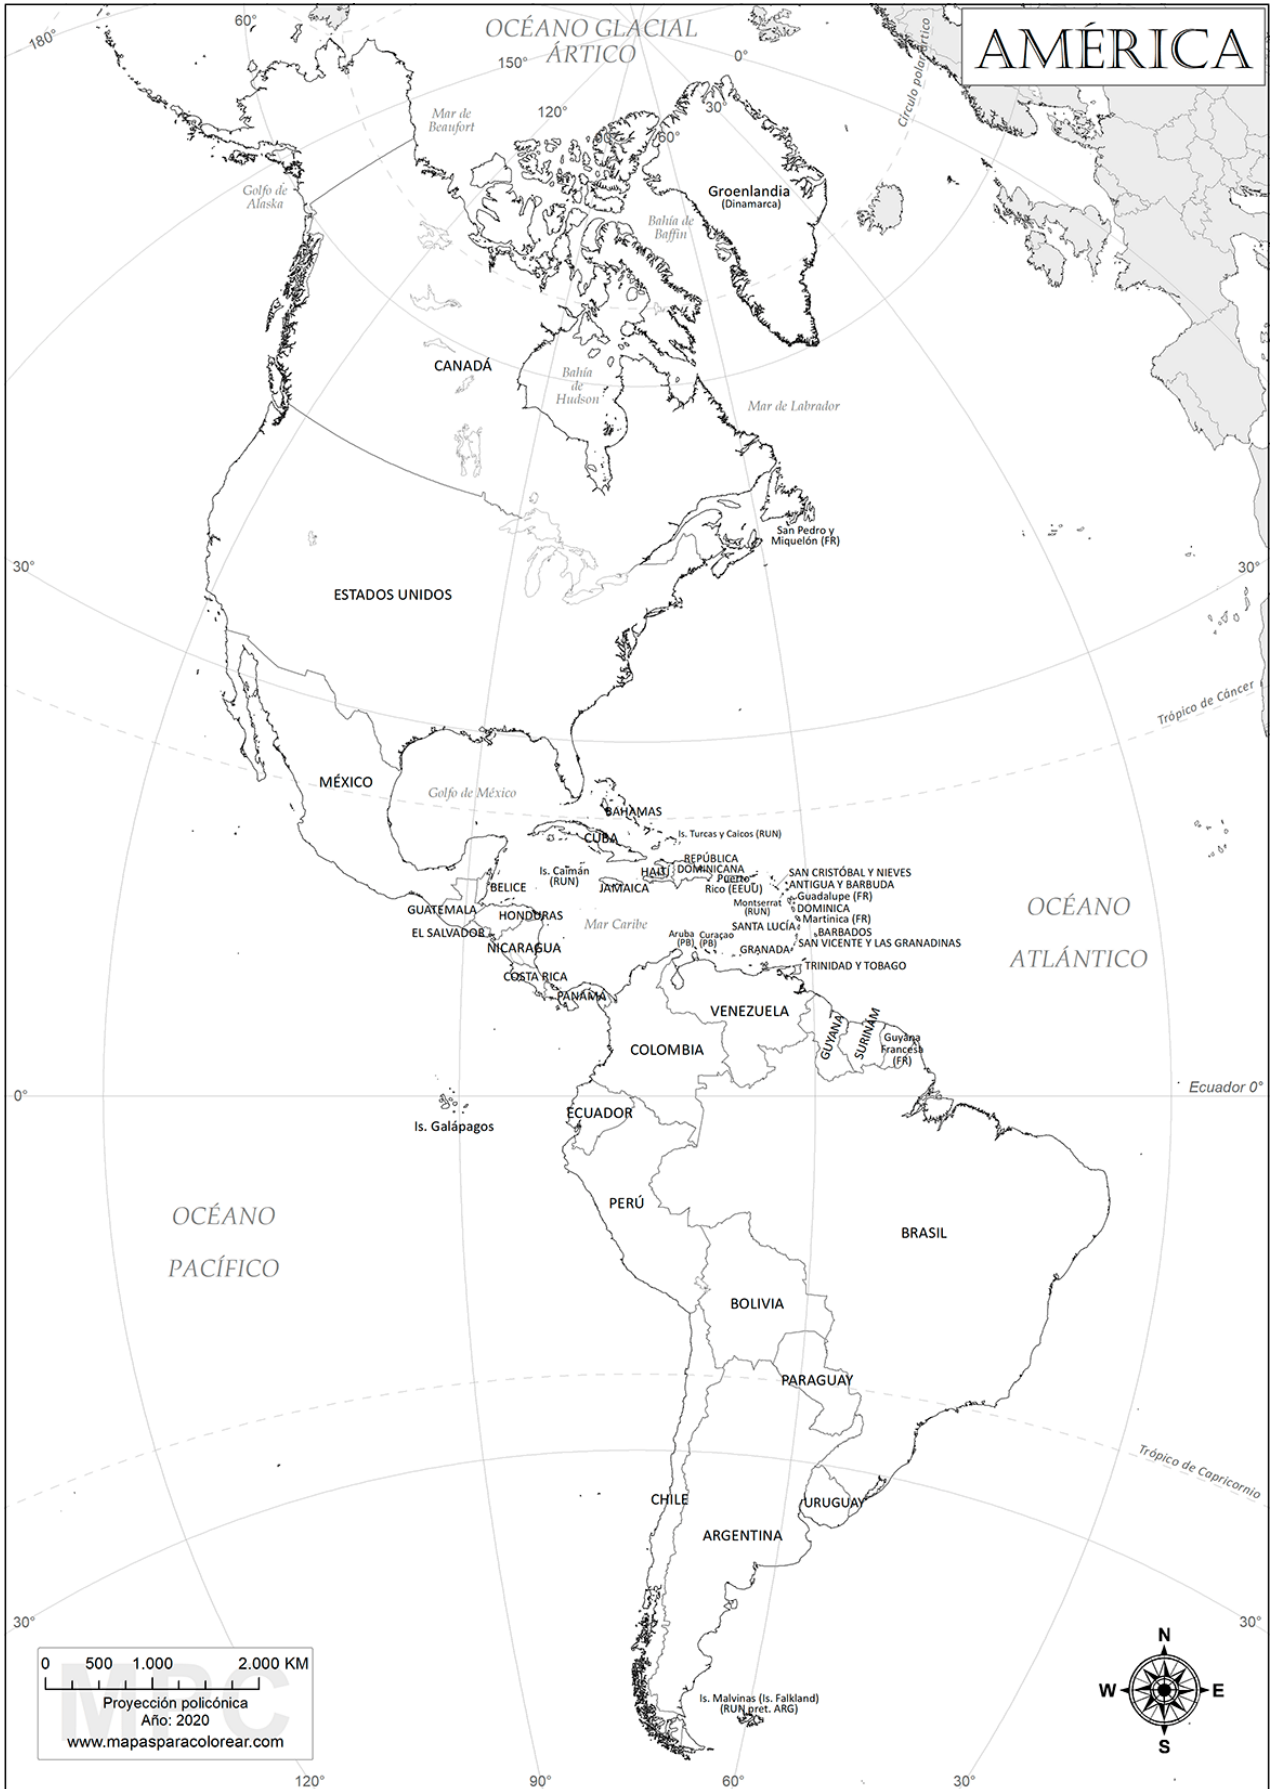 AMÉRICA
OCÉANO GLACIAL
ÁRTICO
180°
60°
150°
0°
120°
30°
90°
60°
Círculo polar ártico
Mar de
Beaufort
Golfo de
Alaska
Groenlandia
(Dinamarca)
Bahía de
Baffin
CANADÁ
Bahía
de
Hudson
Mar de Labrador
San Pedro y
Miquelón (FR)
30°
30°
ESTADOS UNIDOS
Trópico de Cáncer
MÉXICO
Golfo de México
BAHAMAS
CUBA
Is. Turcas y Caicos (RUN)
REPÚBLICA
DOMINICANA
HAITÍ
Is. Caimán
(RUN)
JAMAICA
Puerto
Rico (EEUU)
SAN CRISTÓBAL Y NIEVES
ANTIGUA Y BARBUDA
Guadalupe (FR)
Montserrat
(RUN)
DOMINICA
Martinica (FR)
SANTA LUCÍA
BARBADOS
SAN VICENTE Y LAS GRANADINAS
GRANADA
TRINIDAD Y TOBAGO
Aruba
(PB)
Curaçao
(PB)
BELICE
GUATEMALA
HONDURAS
EL SALVADOR
NICARAGUA
Mar Caribe
COSTA RICA
PANAMÁ
OCÉANO
ATLÁNTICO
VENEZUELA
COLOMBIA
GUYANA
SURINAM
Guyana
Francesa
(FR)
0°
Ecuador 0°
Is. Galápagos
ECUADOR
PERÚ
BRASIL
OCÉANO
PACÍFICO
BOLIVIA
PARAGUAY
Trópico de Capricornio
CHILE
URUGUAY
ARGENTINA
30°
30°
Is. Malvinas (Is. Falkland)
(RUN pret. ARG)
N
W
E
S
0 500 1.000 2.000 KM
MPC
Proyección policónica
Año: 2020
www.mapasparacolorear.com
120°
90°
60°
30°